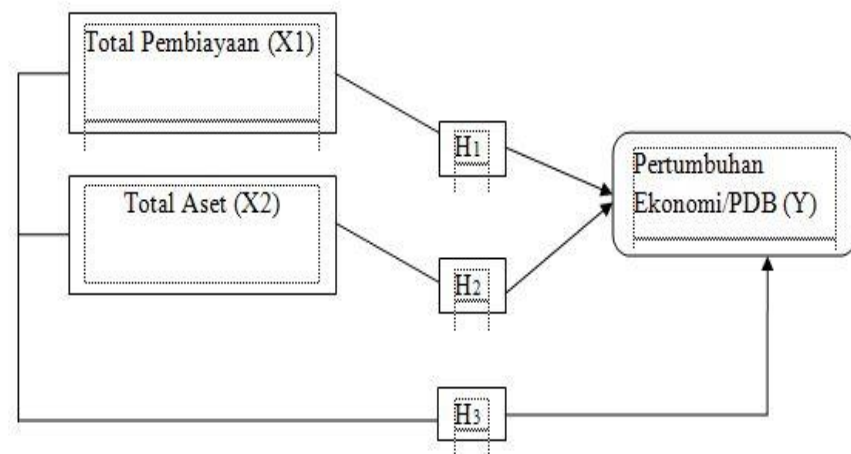 Total Pembiayaan (X1)
H1
Pertumbuhan
Ekonomi/PDB (Y)
Total Aset (X2)
H2
H3